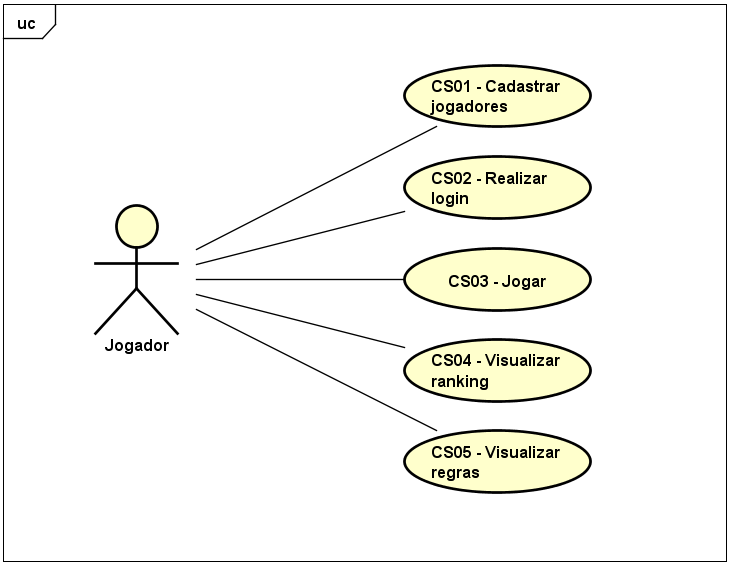 uc
CS01 - Cadastrar
jogadores
CS02 - Realizar
login
CS03 - Jogar
Jogador
CS04 - Visualizar
ranking
CS05 - Visualizar
regras